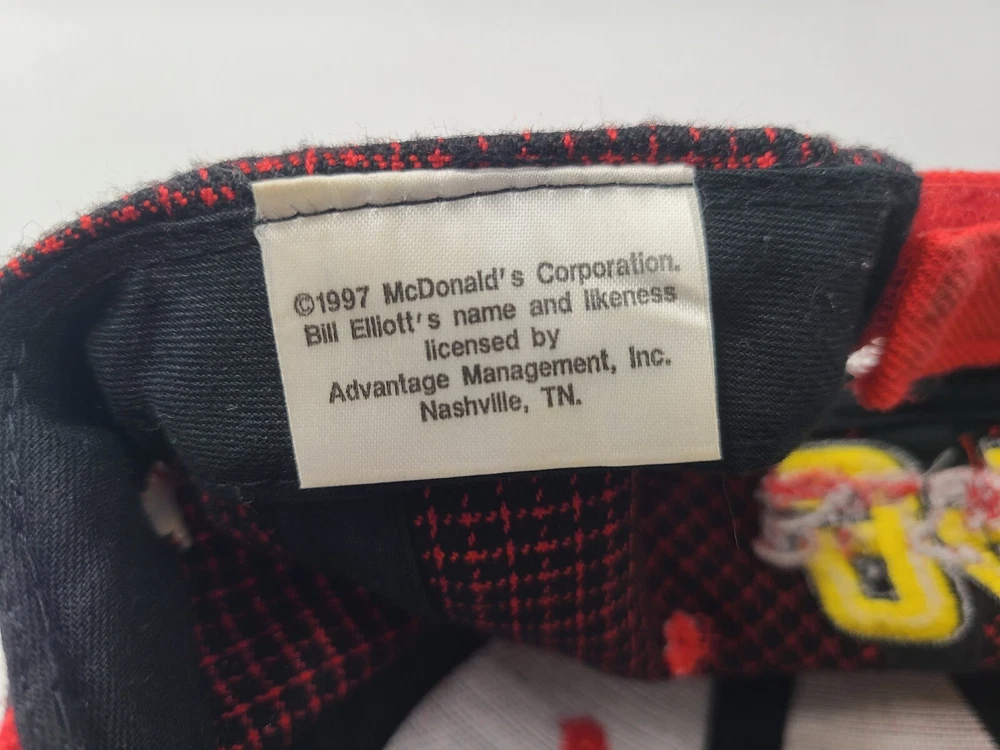 ©1997 McDonald's Corporation.
Bill Elliott's name and likeness
licensed by
Advantage Management, Inc.
Nashville, TN.